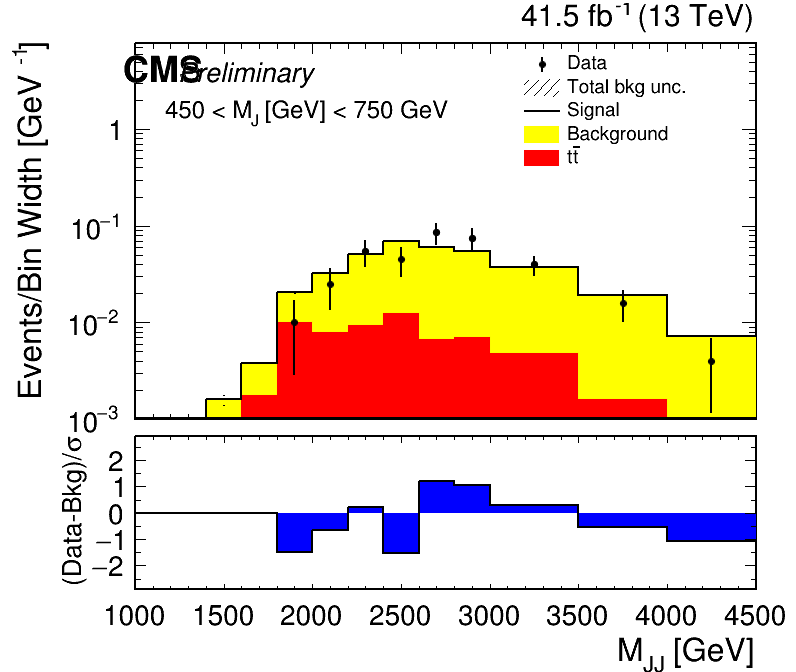 41.5 fb⁻¹ (13 TeV)
CMS Preliminary
450 < M_J [GeV] < 750 GeV
Data
Total bkg unc.
Signal
Background
tt̄
Events/Bin Width [GeV⁻¹]
1
10⁻¹
10⁻²
10⁻³
(Data-Bkg)/σ
2
1
0
−1
−2
1000 1500 2000 2500 3000 3500 4000 4500
M_JJ [GeV]